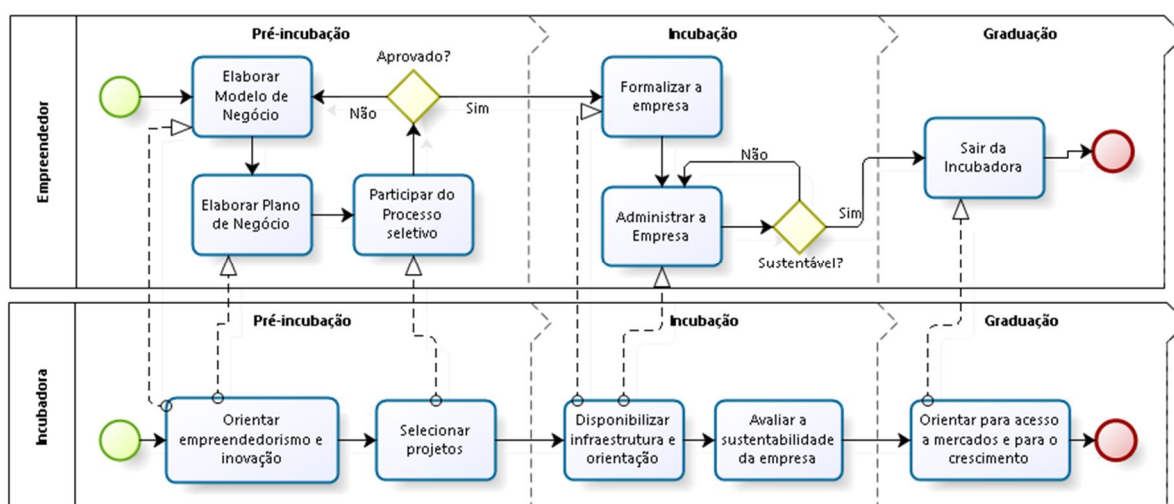 Empreendedor
Pré-incubação
Incubação
Graduação
Elaborar
Modelo de
Negócio
Aprovado?
Não
Sim
Elaborar Plano
de Negócio
Participar do
Processo
seletivo
Formalizar a
empresa
Administrar a
Empresa
Não
Sim
Sustentável?
Sair da
Incubadora
Incubadora
Pré-incubação
Incubação
Graduação
Orientar
empreendedorismo e
inovação
Selecionar
projetos
Disponibilizar
infraestrutura e
orientação
Avaliar a
sustentabilidade
da empresa
Orientar para acesso
a mercados e para o
crescimento